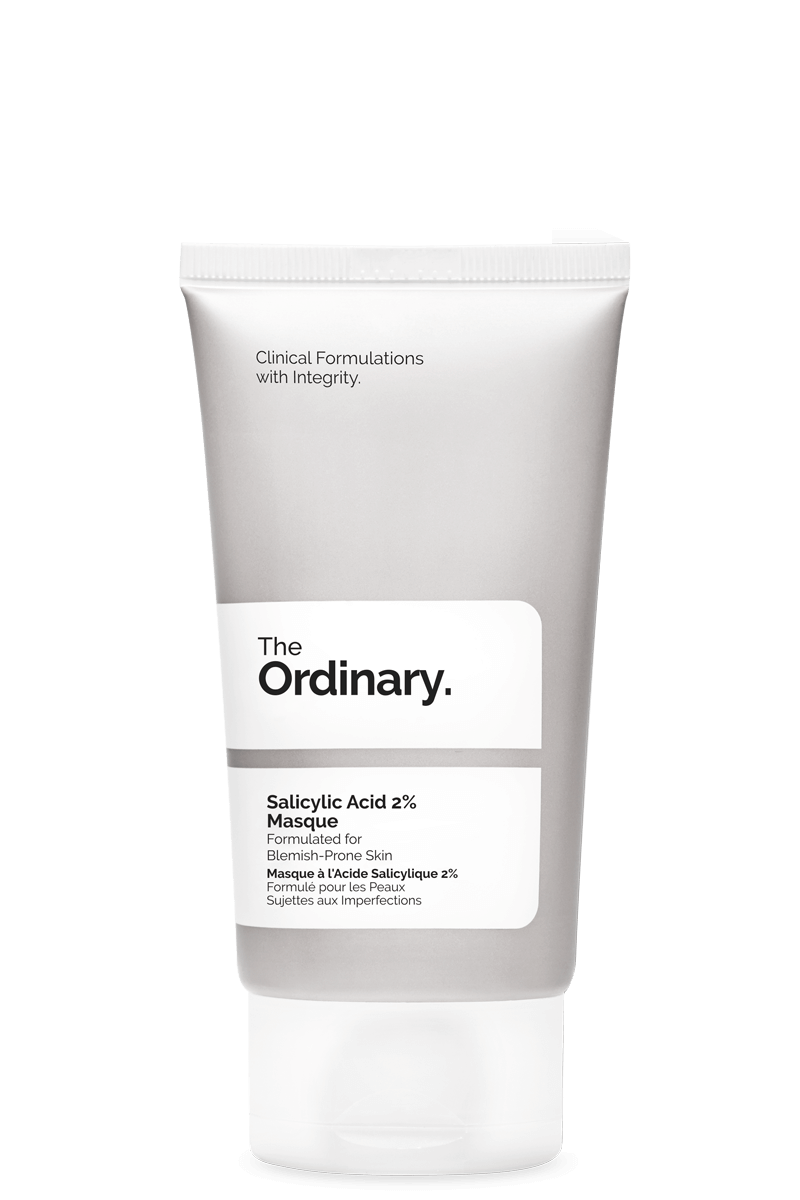 Clinical Formulations
with Integrity.
The
Ordinary.
Salicylic Acid 2%
Masque
Formulated for
Blemish-Prone Skin
Masque à l'Acide Salicylique 2%
Formulé pour les Peaux
Sujettes aux Imperfections